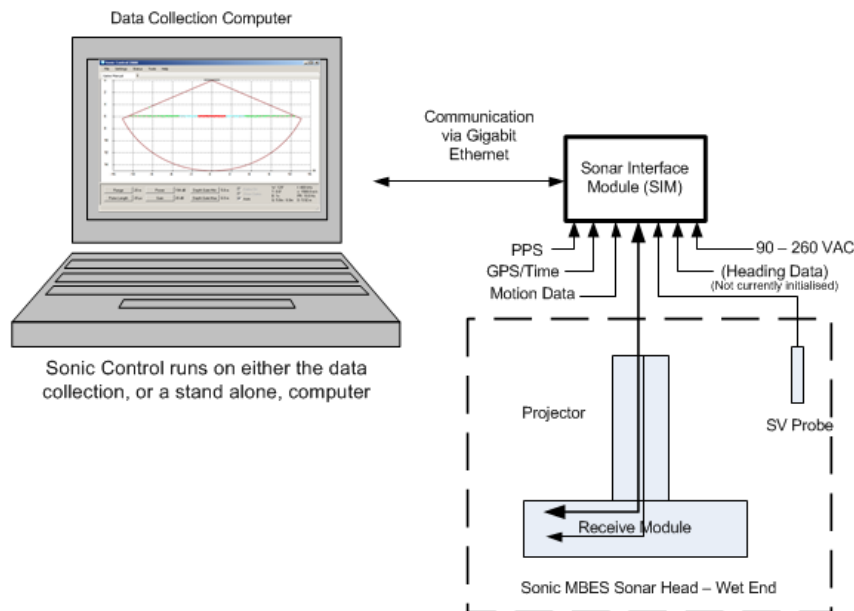 Data Collection Computer
Communication
via Gigabit
Ethernet
Sonar Interface
Module (SIM)
PPS
GPS/Time
Motion Data
90 – 260 VAC
(Heading Data)
(Not currently initialised)
Sonic Control runs on either the data
collection, or a stand alone, computer
Projector
SV Probe
Receive Module
Sonic MBES Sonar Head – Wet End